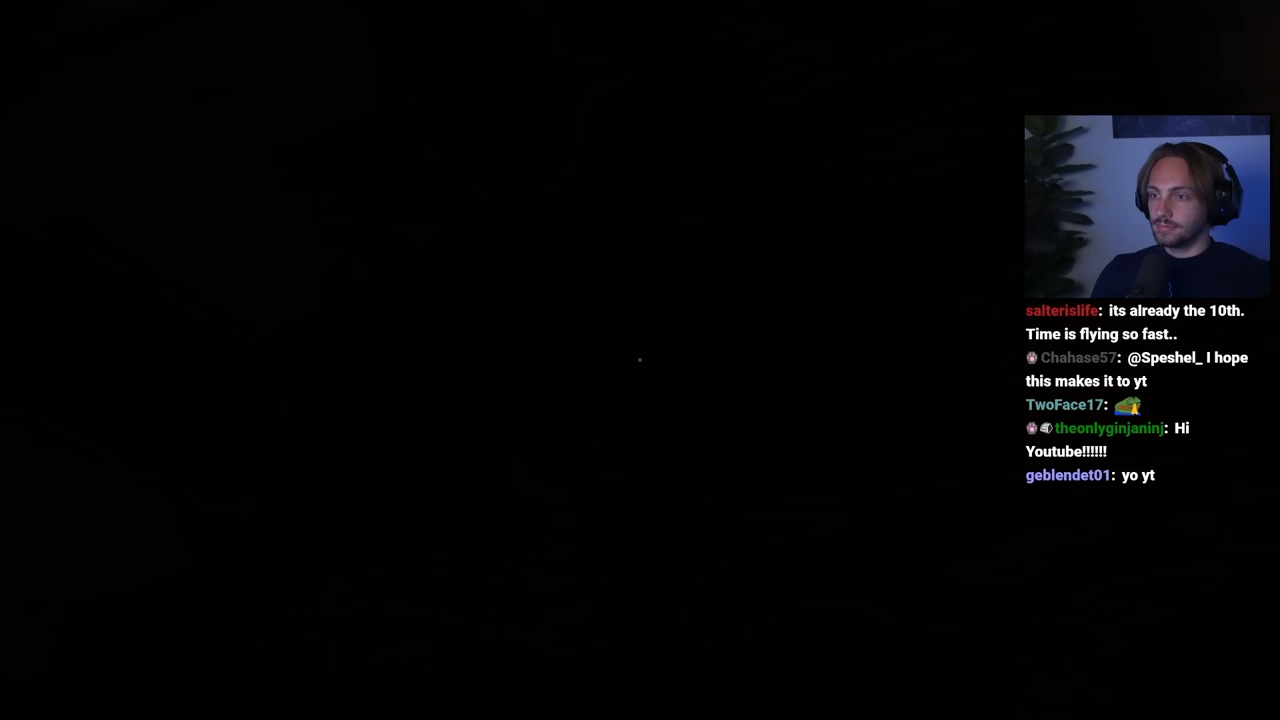 salterislife: its already the 10th.
Time is flying so fast..
Chahase57: @Speshel_ I hope
this makes it to yt
TwoFace17:
theonlyginjaninj: Hi
Youtube!!!!!!
geblendet01: yo yt